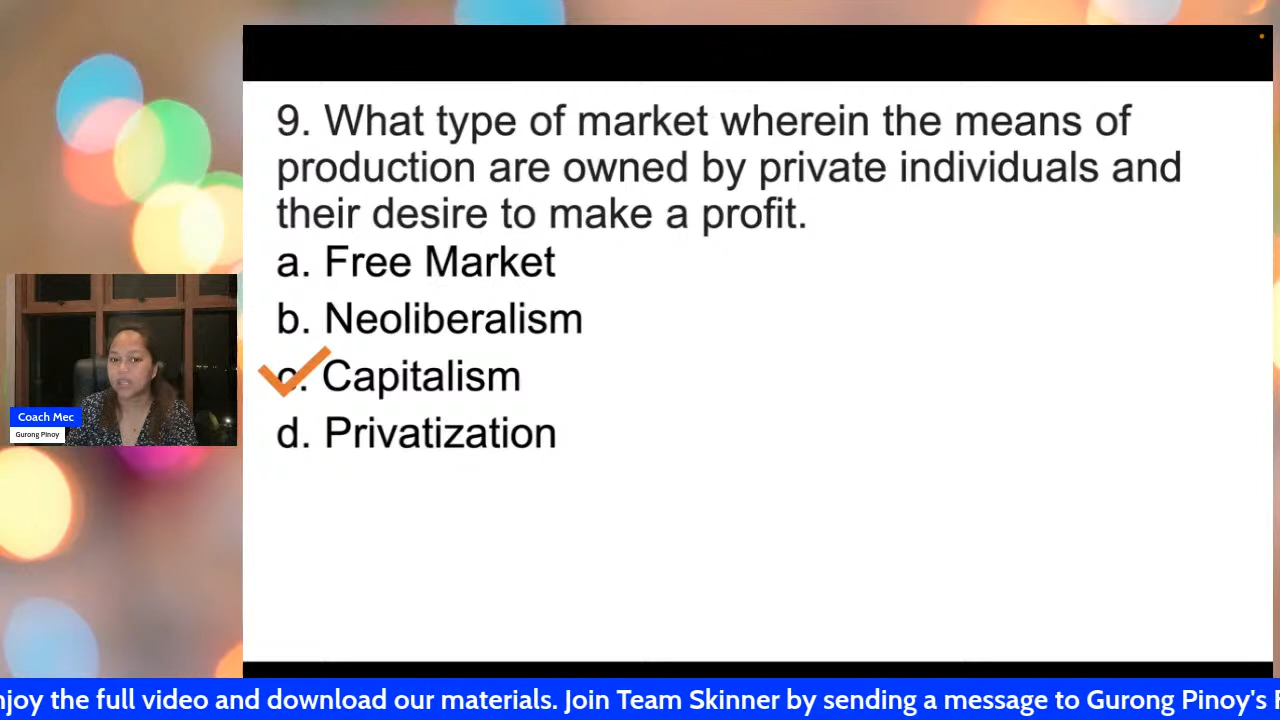 9. What type of market wherein the means of
production are owned by private individuals and
their desire to make a profit.
a. Free Market
b. Neoliberalism
c. Capitalism
d. Privatization
Coach Mec
Gurong Pinoy
njoy the full video and download our materials. Join Team Skinner by sending a message to Gurong Pinoy's